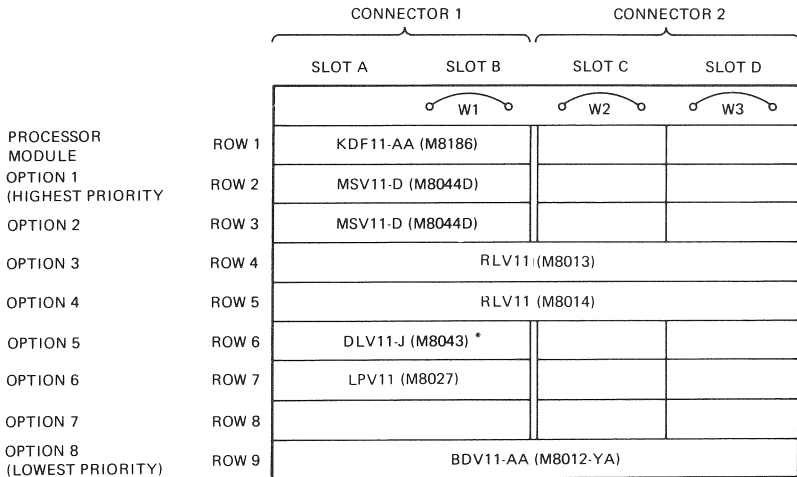 CONNECTOR 1 CONNECTOR 2
SLOT A SLOT B SLOT C SLOT D
W1 W2 W3
PROCESSOR
MODULE ROW 1 KDF11-AA (M8186)
OPTION 1
(HIGHEST PRIORITY ROW 2 MSV11-D (M8044D)
OPTION 2 ROW 3 MSV11-D (M8044D)
OPTION 3 ROW 4 RLV11 (M8013)
OPTION 4 ROW 5 RLV11 (M8014)
OPTION 5 ROW 6 DLV11-J (M8043) *
OPTION 6 ROW 7 LPV11 (M8027)
OPTION 7 ROW 8
OPTION 8
(LOWEST PRIORITY) ROW 9 BDV11-AA (M8012-YA)